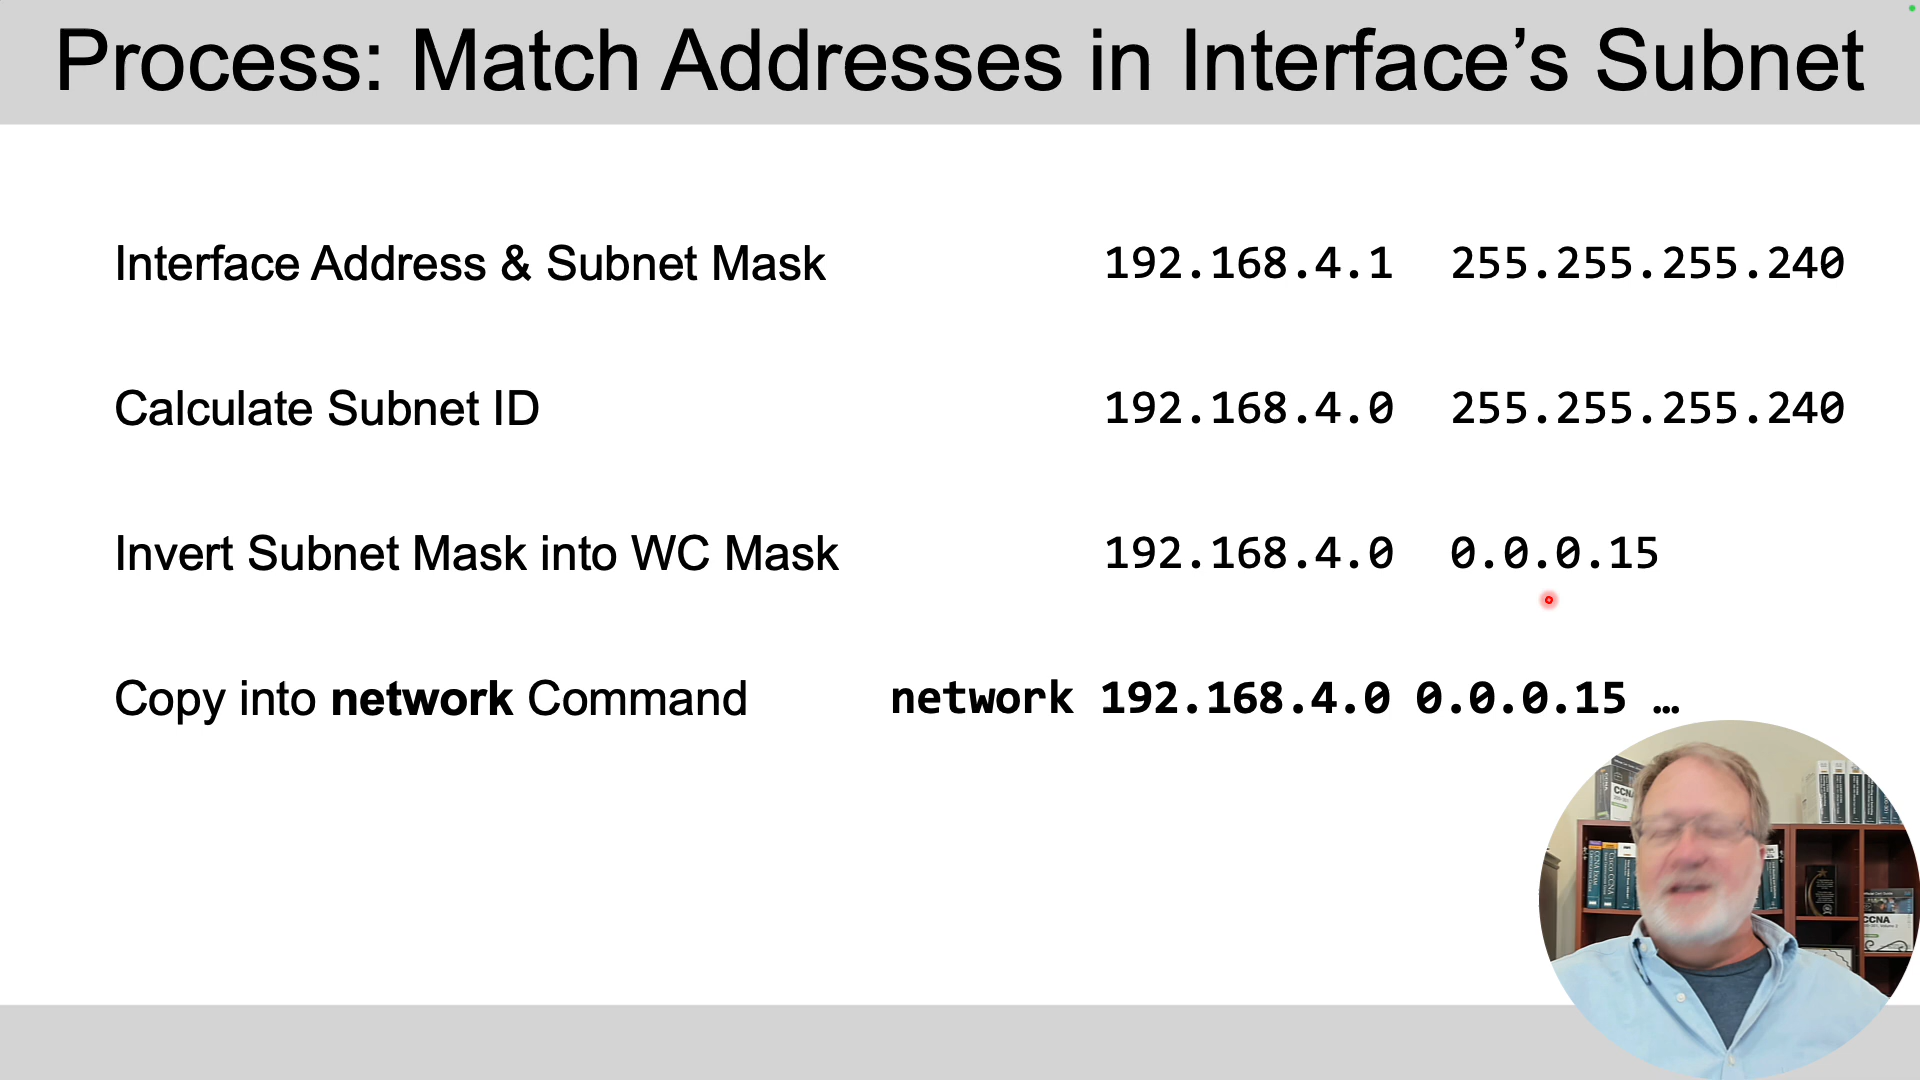 Process: Match Addresses in Interface’s Subnet
Interface Address & Subnet Mask 192.168.4.1 255.255.255.240
Calculate Subnet ID 192.168.4.0 255.255.255.240
Invert Subnet Mask into WC Mask 192.168.4.0 0.0.0.15
Copy into network Command network 192.168.4.0 0.0.0.15 …
CCNA
CCNA